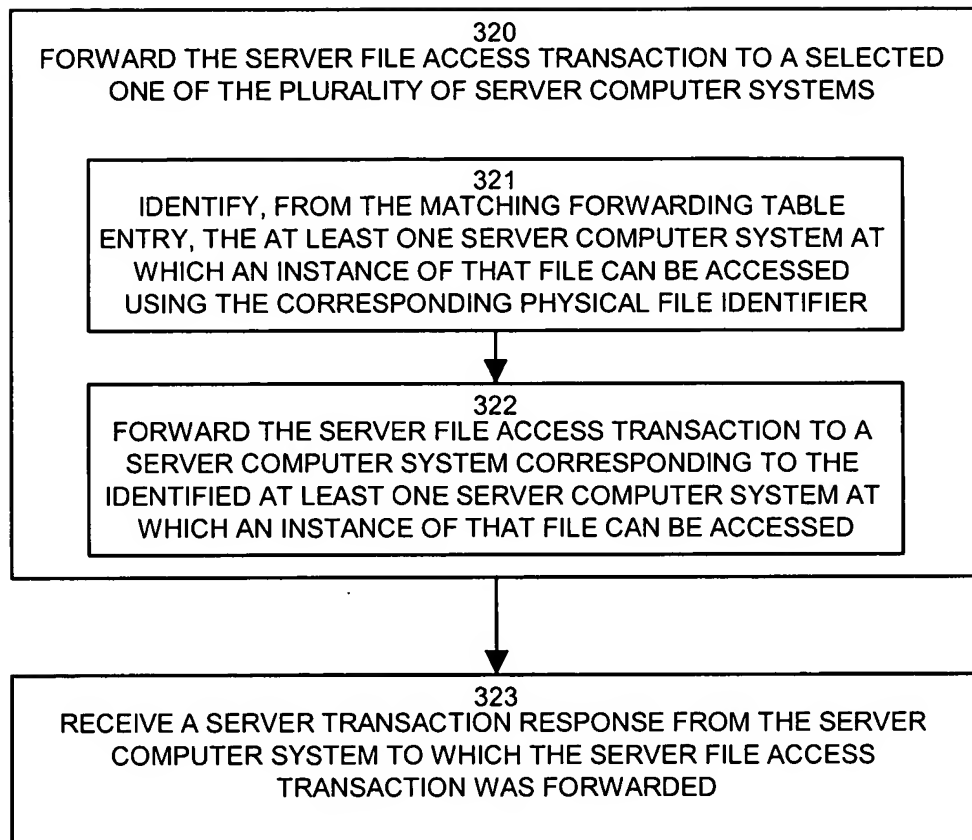 320
FORWARD THE SERVER FILE ACCESS TRANSACTION TO A SELECTED
ONE OF THE PLURALITY OF SERVER COMPUTER SYSTEMS
321
IDENTIFY, FROM THE MATCHING FORWARDING TABLE
ENTRY, THE AT LEAST ONE SERVER COMPUTER SYSTEM AT
WHICH AN INSTANCE OF THAT FILE CAN BE ACCESSED
USING THE CORRESPONDING PHYSICAL FILE IDENTIFIER
322
FORWARD THE SERVER FILE ACCESS TRANSACTION TO A
SERVER COMPUTER SYSTEM CORRESPONDING TO THE
IDENTIFIED AT LEAST ONE SERVER COMPUTER SYSTEM AT
WHICH AN INSTANCE OF THAT FILE CAN BE ACCESSED
323
RECEIVE A SERVER TRANSACTION RESPONSE FROM THE SERVER
COMPUTER SYSTEM TO WHICH THE SERVER FILE ACCESS
TRANSACTION WAS FORWARDED